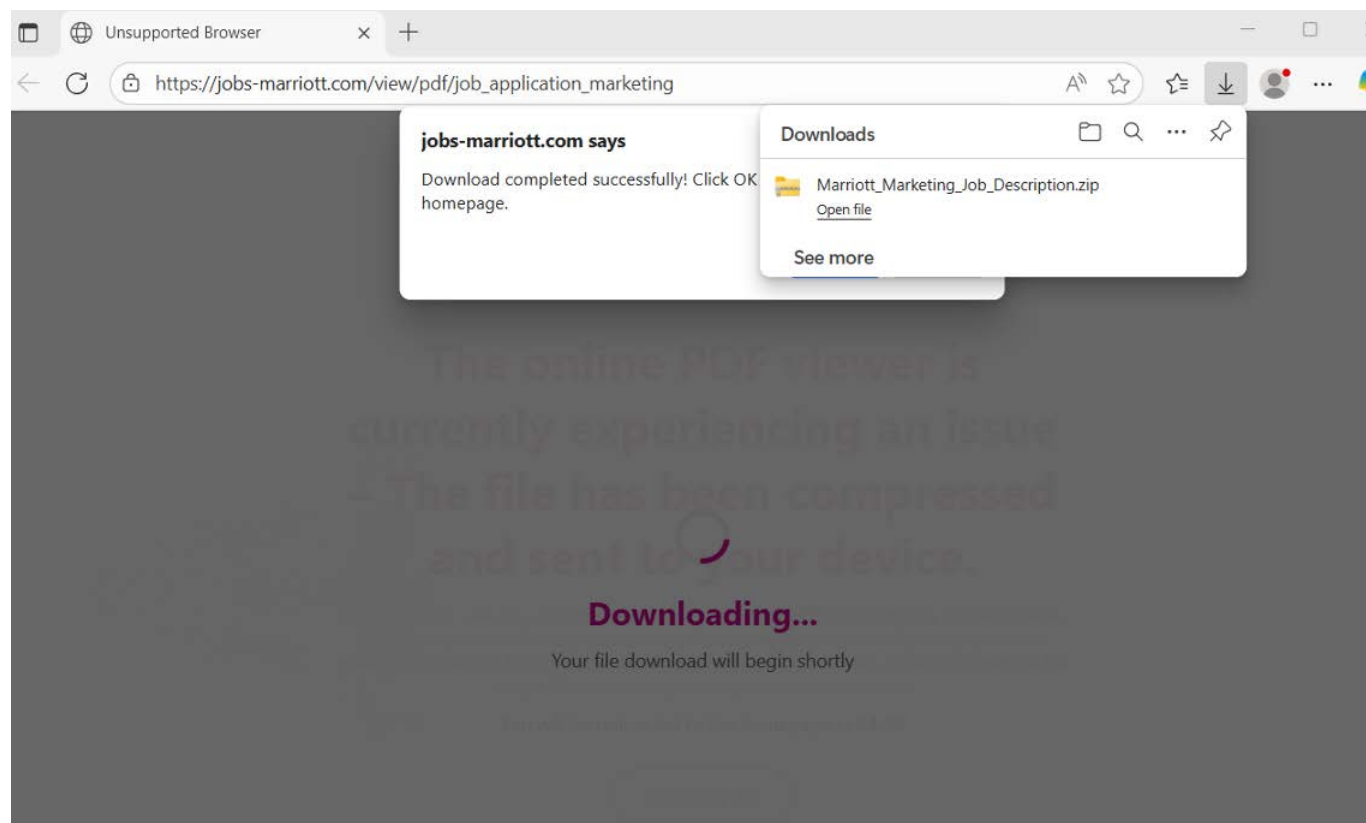 Unsupported Browser
https://jobs-marriott.com/view/pdf/job_application_marketing
jobs-marriott.com says
Download completed successfully! Click OK
homepage.
Downloads
Marriott_Marketing_Job_Description.zip
Open file
See more
The online PDF viewer is
currently experiencing an issue
– The file has been compressed
and sent to your device.
Downloading...
Your file download will begin shortly